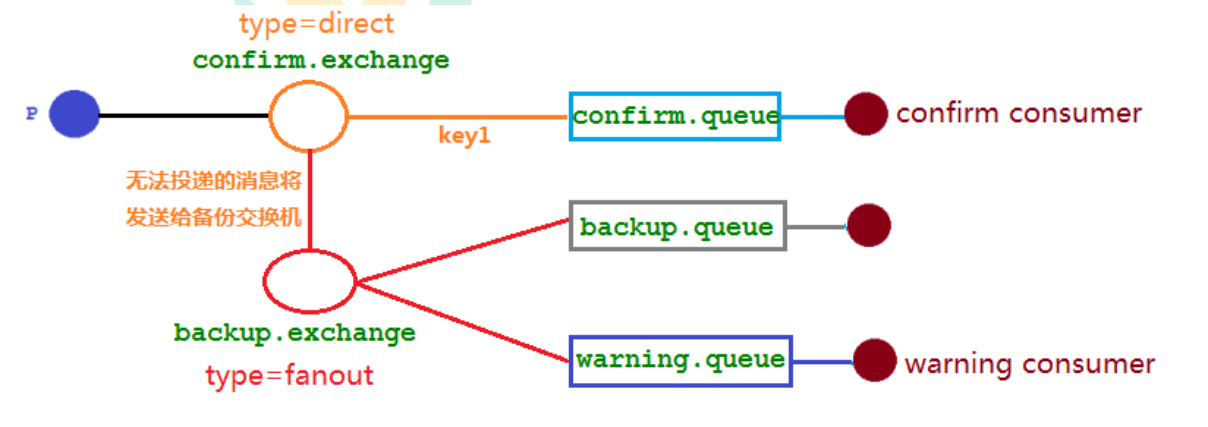 type=direct
confirm.exchange
P
key1
confirm.queue
confirm consumer
无法投递的消息将
发送给备份交换机
backup.queue
backup.exchange
type=fanout
warning.queue
warning consumer